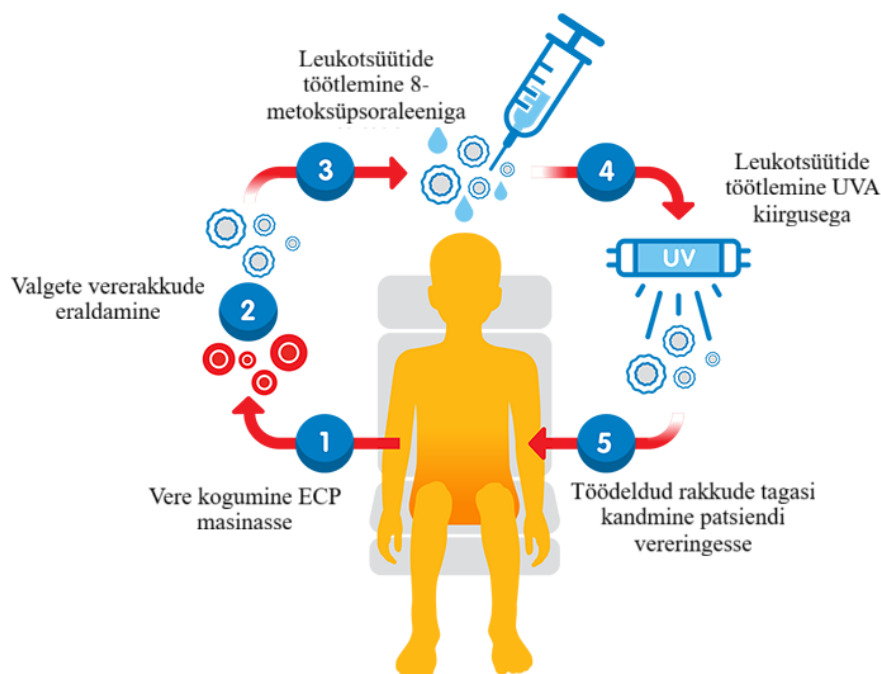 1
Vere kogumine ECP
masinasse
2
Valgete vererakkude
eraldamine
3
Leukotsüütide
töötlemine 8-
metoksüpsoraleeniga
4
Leukotsüütide
töötlemine UVA
kiirgusega
UV
5
Töödeldud rakkude tagasi
kandmine patsiendi
vereringesse